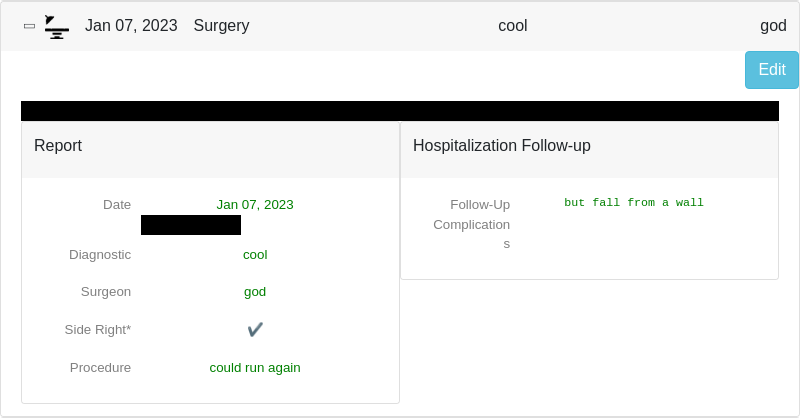 Jan 07, 2023 Surgery cool god
Edit
Report
Date Jan 07, 2023
Diagnostic cool
Surgeon god
Side Right* ✔
Procedure could run again
Hospitalization Follow-up
Follow-Up but fall from a wall
Complication
s